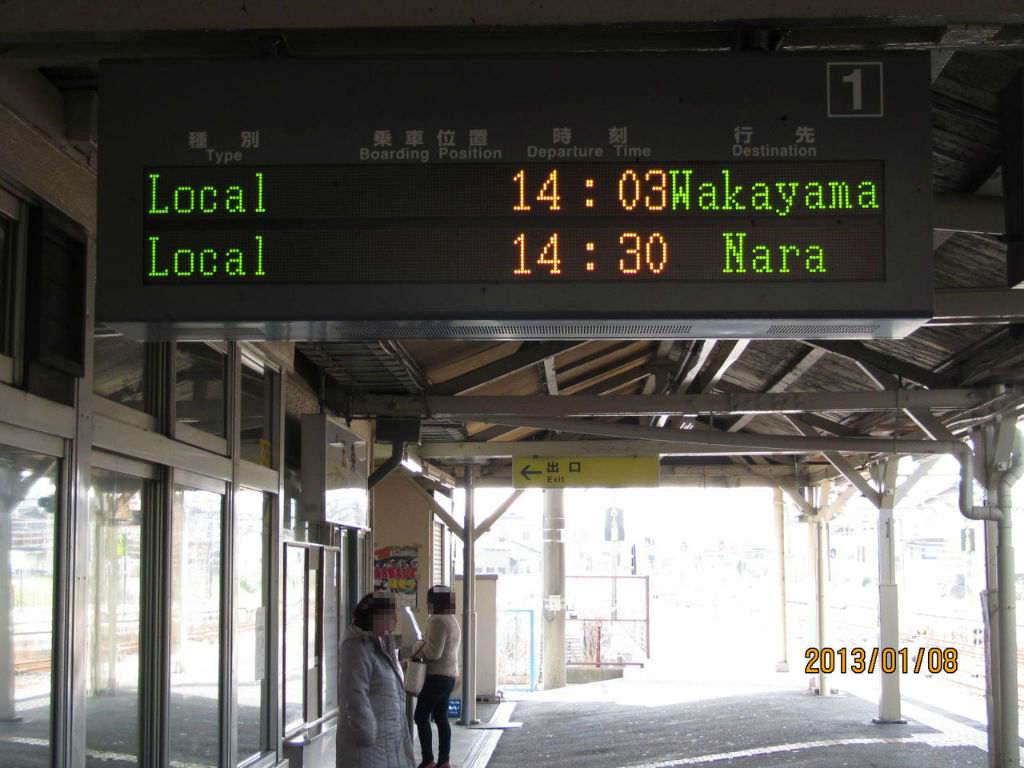 1
種 別 乗 車 位 置 時 刻 行 先
Type Boarding Position Departure Time Destination
Local 14:03 Wakayama
Local 14:30 Nara
← 出口
Exit
2013/01/08